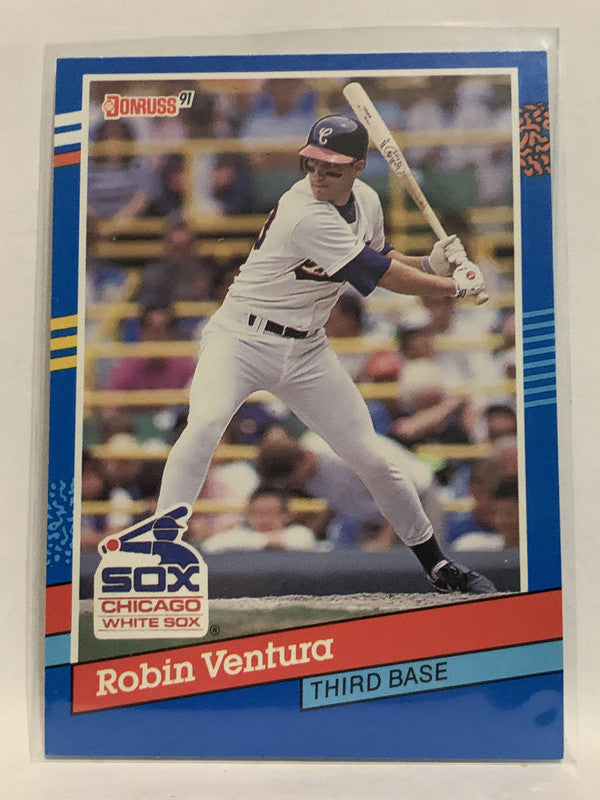 DONRUSS 91
C
SOX
CHICAGO
WHITE SOX
®
Robin Ventura
THIRD BASE